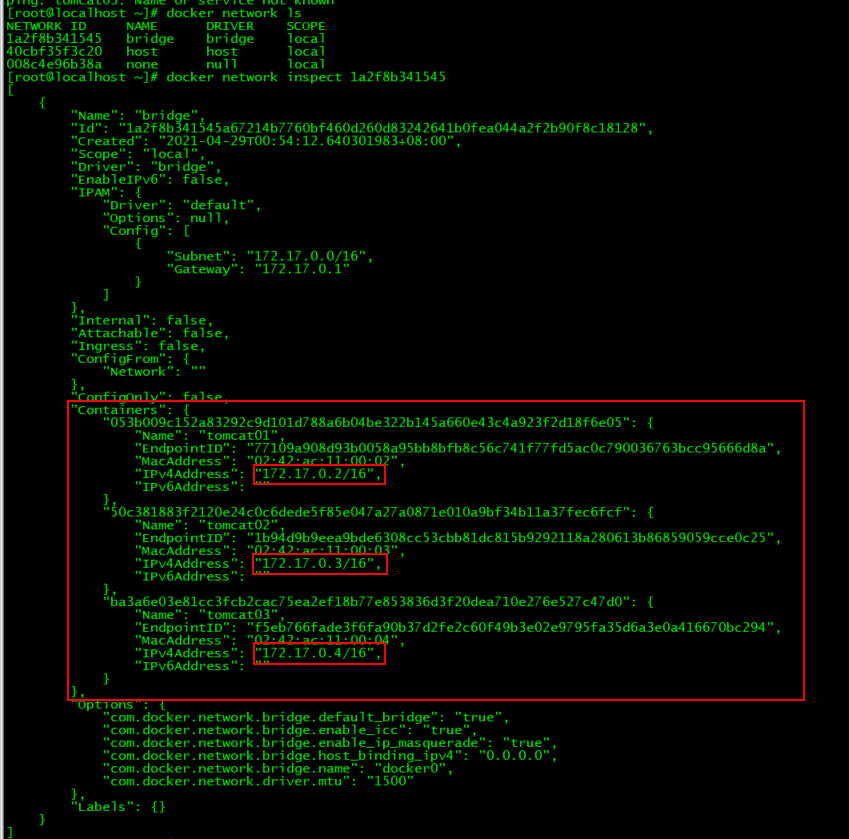 ping: tomcat03: Name or service not known
[root@localhost ~]# docker network ls
NETWORK ID     NAME      DRIVER    SCOPE
1a2f8b341545   bridge    bridge    local
40cbf35f3c20   host      host      local
008c4e96b38a   none      null      local
[root@localhost ~]# docker network inspect 1a2f8b341545
[
    {
        "Name": "bridge",
        "Id": "1a2f8b341545a67214b7760bf460d260d83242641b0fea044a2f2b90f8c18128",
        "Created": "2021-04-29T00:54:12.640301983+08:00",
        "Scope": "local",
        "Driver": "bridge",
        "EnableIPv6": false,
        "IPAM": {
            "Driver": "default",
            "Options": null,
            "Config": [
                {
                    "Subnet": "172.17.0.0/16",
                    "Gateway": "172.17.0.1"
                }
            ]
        },
        "Internal": false,
        "Attachable": false,
        "Ingress": false,
        "ConfigFrom": {
            "Network": ""
        },
        "ConfigOnly": false,
        "Containers": {
            "053b009c152a83292c9d101d788a6b04be322b145a660e43c4a923f2d18f6e05": {
                "Name": "tomcat01",
                "EndpointID": "77109a908d93b0058a95bb8bfb8c56c741f77fd5ac0c790036763bcc95666d8a",
                "MacAddress": "02:42:ac:11:00:02",
                "IPv4Address": "172.17.0.2/16",
                "IPv6Address": ""
            },
            "50c381883f2120e24c0c6dede5f85e047a27a0871e010a9bf34b11a37fec6fcf": {
                "Name": "tomcat02",
                "EndpointID": "1b94d9b9eea9bde6308cc53cbb81dc815b9292118a280613b86859059cce0c25",
                "MacAddress": "02:42:ac:11:00:03",
                "IPv4Address": "172.17.0.3/16",
                "IPv6Address": ""
            },
            "ba3a6e03e81cc3fcb2cac75ea2ef18b77e853836d3f20dea710e276e527c47d0": {
                "Name": "tomcat03",
                "EndpointID": "f5eb766fade3f6fa90b37d2fe2c60f49b3e02e9795fa35d6a3e0a416670bc294",
                "MacAddress": "02:42:ac:11:00:04",
                "IPv4Address": "172.17.0.4/16",
                "IPv6Address": ""
            }
        },
        "Options": {
            "com.docker.network.bridge.default_bridge": "true",
            "com.docker.network.bridge.enable_icc": "true",
            "com.docker.network.bridge.enable_ip_masquerade": "true",
            "com.docker.network.bridge.host_binding_ipv4": "0.0.0.0",
            "com.docker.network.bridge.name": "docker0",
            "com.docker.network.driver.mtu": "1500"
        },
        "Labels": {}
    }
]